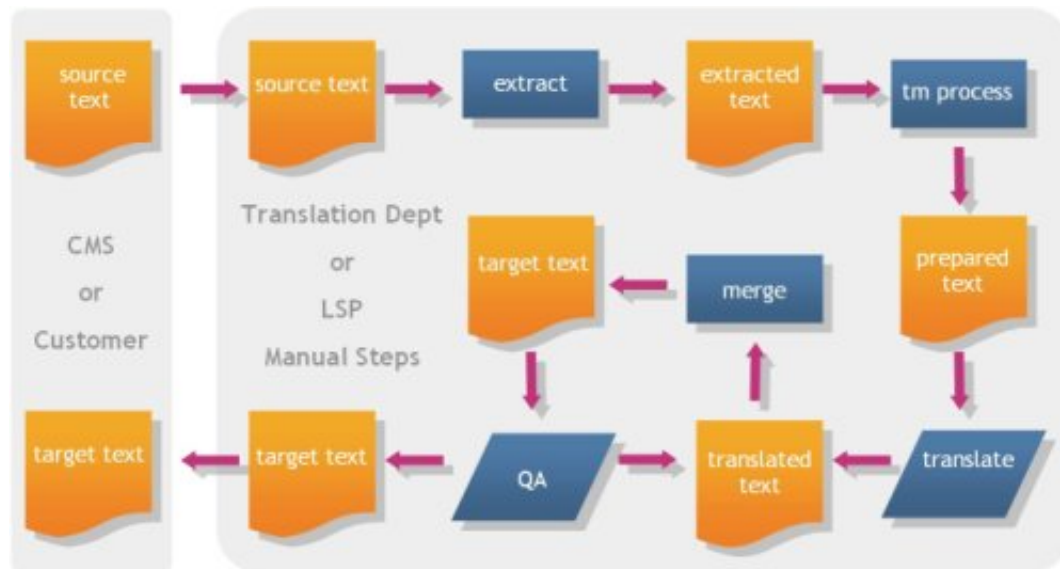 source
text
source text
extract
extracted
text
tm process
CMS
or
Customer
Translation Dept
or
LSP
Manual Steps
target text
merge
prepared
text
target text
target text
QA
translated
text
translate